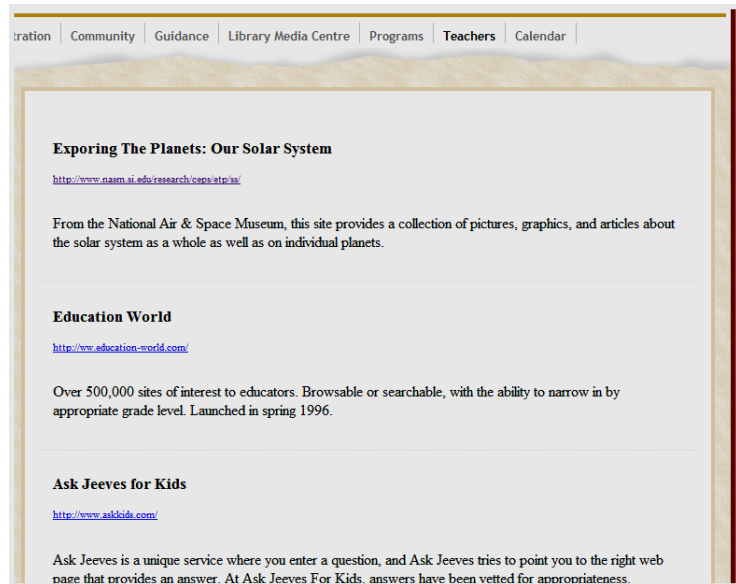 tration Community Guidance Library Media Centre Programs Teachers Calendar
Exporing The Planets: Our Solar System
http://www.nasm.si.edu/research/ceps/etp/ss/
From the National Air & Space Museum, this site provides a collection of pictures, graphics, and articles about
the solar system as a whole as well as on individual planets.
Education World
http://ww.education-world.com/
Over 500,000 sites of interest to educators. Browsable or searchable, with the ability to narrow in by
appropriate grade level. Launched in spring 1996.
Ask Jeeves for Kids
http://www.askkids.com/
Ask Jeeves is a unique service where you enter a question, and Ask Jeeves tries to point you to the right web
page that provides an answer. At Ask Jeeves For Kids, answers have been vetted for appropriateness.